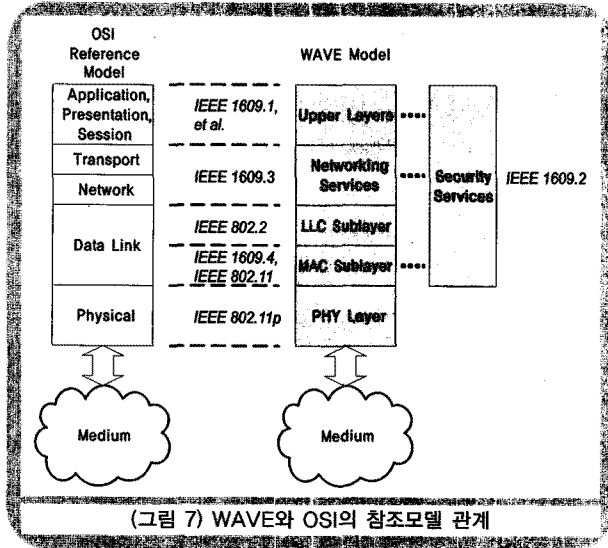 OSI
Reference
Model
WAVE Model
Application,
Presentation,
Session
IEEE 1609.1,
et al.
Upper Layers
Transport
Network
IEEE 1609.3
Networking
Services
Security
Services
IEEE 1609.2
Data Link
IEEE 802.2
LLC Sublayer
IEEE 1609.4,
IEEE 802.11
MAC Sublayer
Physical
IEEE 802.11p
PHY Layer
Medium
Medium
(그림 7) WAVE와 OSI의 참조모델 관계